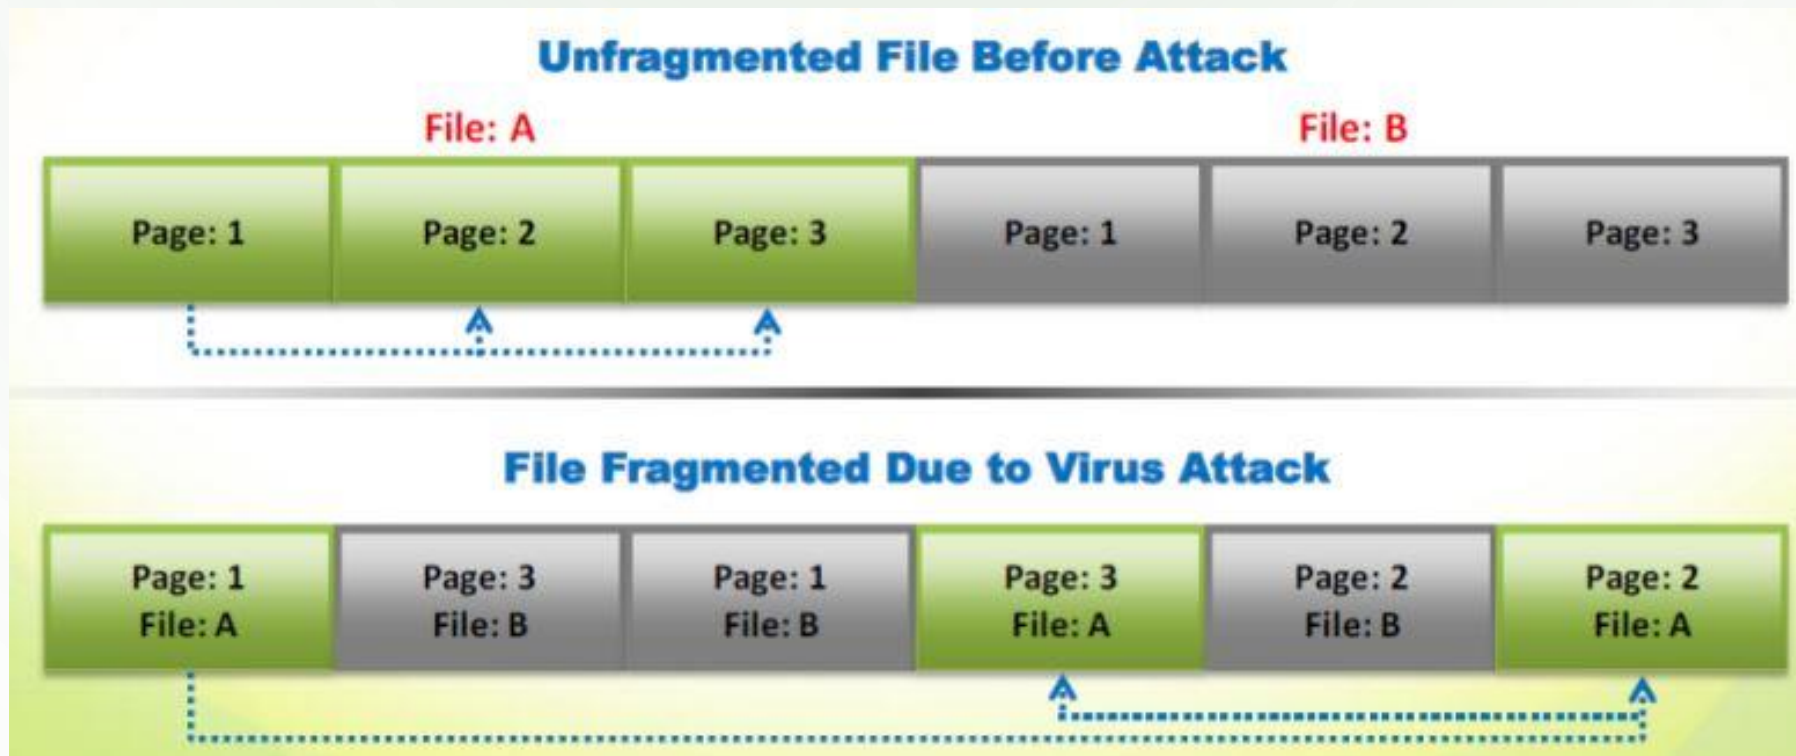 Unfragmented File Before Attack
File: A
File: B
Page: 1
Page: 2
Page: 3
Page: 1
Page: 2
Page: 3
File Fragmented Due to Virus Attack
Page: 1
File: A
Page: 3
File: B
Page: 1
File: B
Page: 3
File: A
Page: 2
File: B
Page: 2
File: A